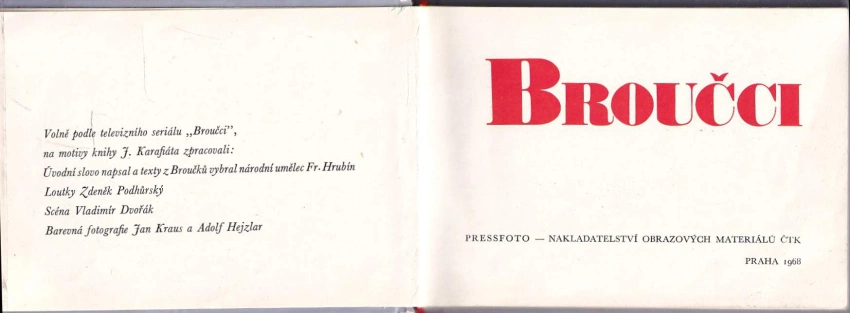 Volně podle televizního seriálu „Broučci",
na motivy knihy J. Karafiáta zpracovali:
Úvodní slovo napsal a texty z Broučků vybral národní umělec Fr. Hrubín
Loutky Zdeněk Podhůrský
Scéna Vladimír Dvořák
Barevná fotografie Jan Kraus a Adolf Hejzlar
BROUČCI
PRESSFOTO — NAKLADATELSTVÍ OBRAZOVÝCH MATERIÁLŮ ČTK
PRAHA 1968